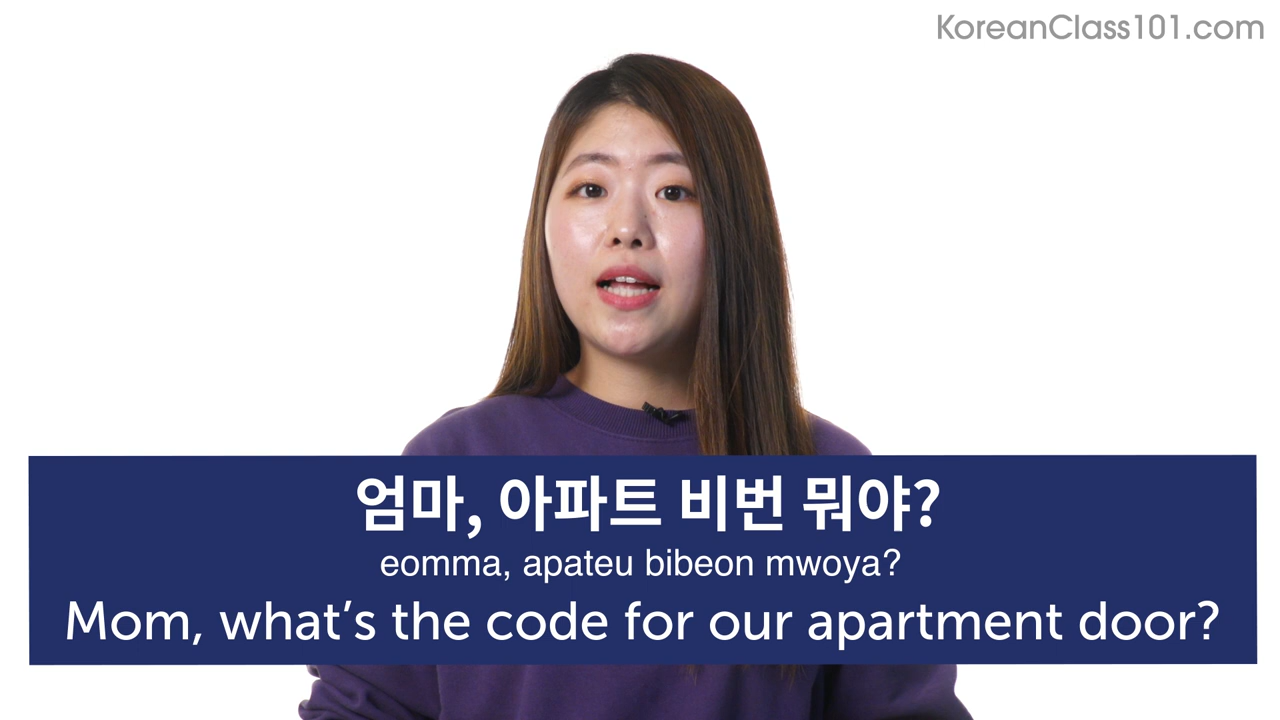 KoreanClass101.com
엄마, 아파트 비번 뭐야?
eomma, apateu bibeon mwoya?
Mom, what's the code for our apartment door?